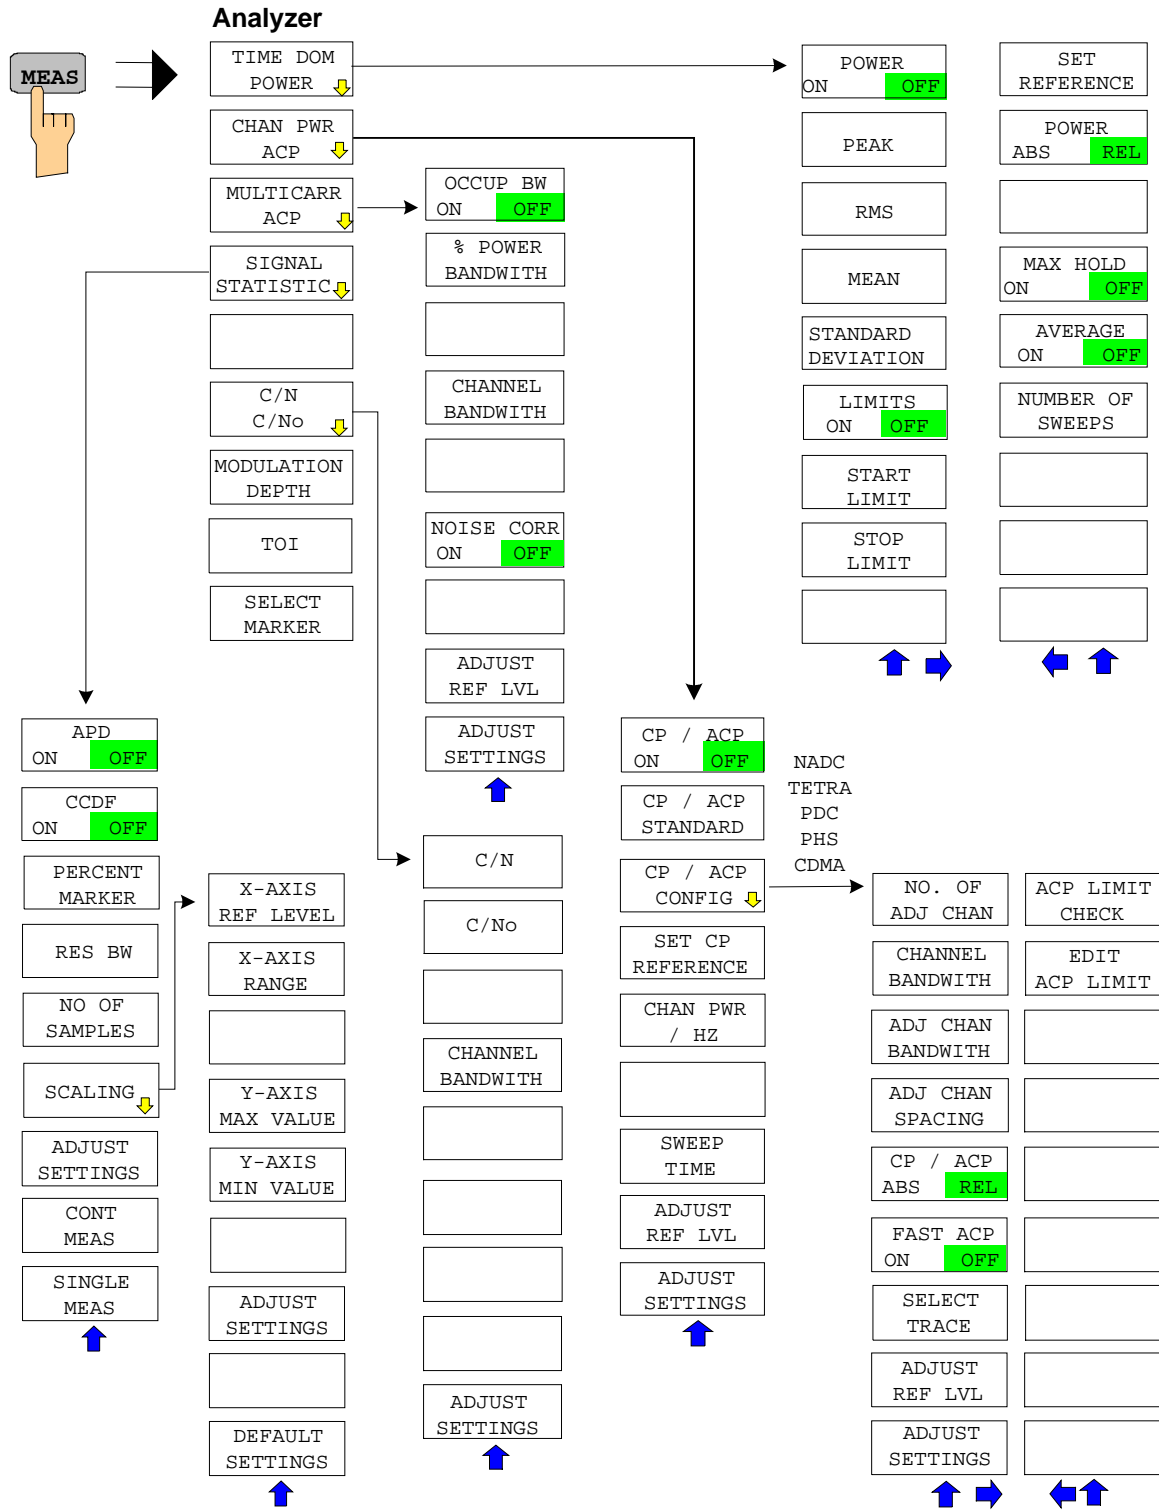 Analyzer
MEAS
TIME DOM
POWER
CHAN PWR
ACP
MULTICARR
ACP
SIGNAL
STATISTIC
C/N
C/No
MODULATION
DEPTH
TOI
SELECT
MARKER
OCCUP BW
ON OFF
% POWER
BANDWITH
CHANNEL
BANDWITH
NOISE CORR
ON OFF
ADJUST
REF LVL
ADJUST
SETTINGS
POWER
ON OFF
PEAK
RMS
MEAN
STANDARD
DEVIATION
LIMITS
ON OFF
START
LIMIT
STOP
LIMIT
SET
REFERENCE
POWER
ABS REL
MAX HOLD
ON OFF
AVERAGE
ON OFF
NUMBER OF
SWEEPS
APD
ON OFF
CCDF
ON OFF
PERCENT
MARKER
RES BW
NO OF
SAMPLES
SCALING
ADJUST
SETTINGS
CONT
MEAS
SINGLE
MEAS
X-AXIS
REF LEVEL
X-AXIS
RANGE
Y-AXIS
MAX VALUE
Y-AXIS
MIN VALUE
ADJUST
SETTINGS
DEFAULT
SETTINGS
C/N
C/No
CHANNEL
BANDWITH
ADJUST
SETTINGS
CP / ACP
ON OFF
CP / ACP
STANDARD
CP / ACP
CONFIG
SET CP
REFERENCE
CHAN PWR
/ HZ
SWEEP
TIME
ADJUST
REF LVL
ADJUST
SETTINGS
NADC
TETRA
PDC
PHS
CDMA
NO. OF
ADJ CHAN
CHANNEL
BANDWITH
ADJ CHAN
BANDWITH
ADJ CHAN
SPACING
CP / ACP
ABS REL
FAST ACP
ON OFF
SELECT
TRACE
ADJUST
REF LVL
ADJUST
SETTINGS
ACP LIMIT
CHECK
EDIT
ACP LIMIT